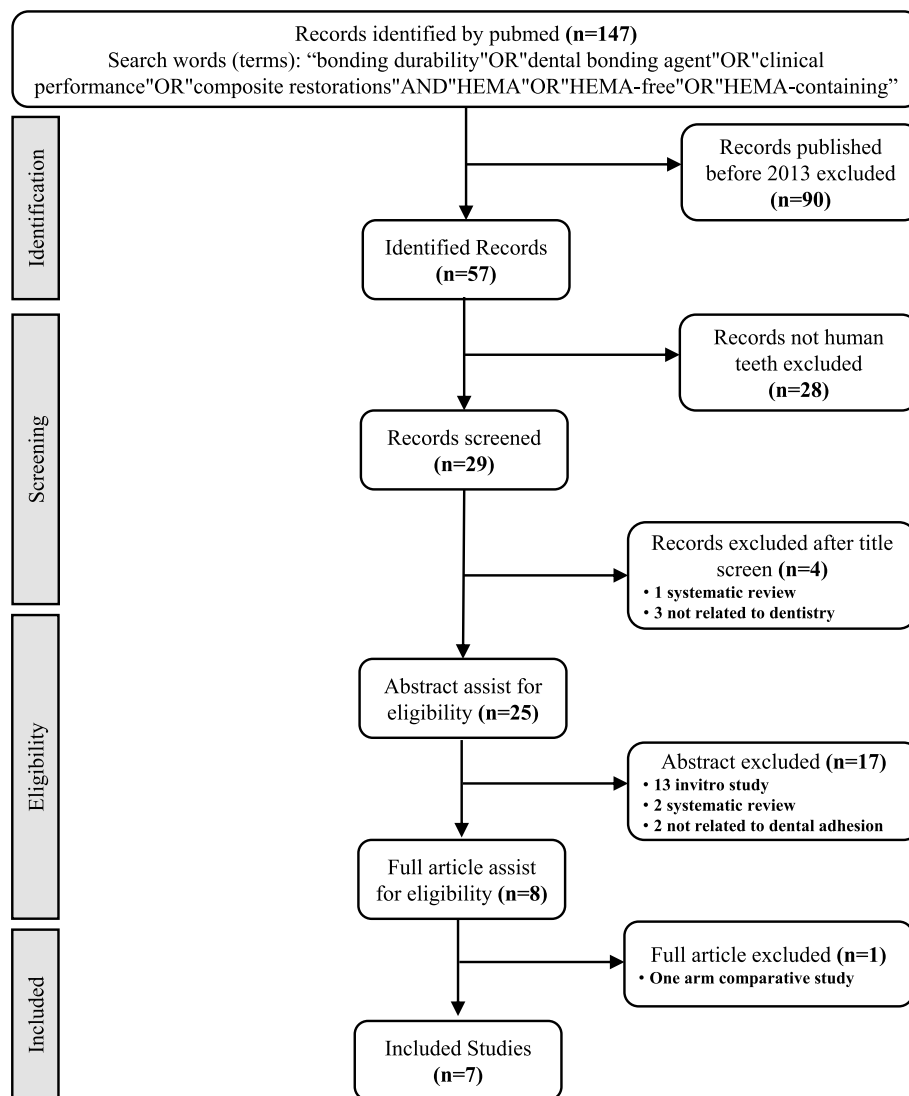 Records identified by pubmed (n=147)
Search words (terms): “bonding durability"OR"dental bonding agent"OR"clinical
performance"OR"composite restorations"AND"HEMA"OR"HEMA-free"OR"HEMA-containing”
Identification
Records published
before 2013 excluded
(n=90)
Identified Records
(n=57)
Screening
Records not human
teeth excluded
(n=28)
Records screened
(n=29)
Records excluded after title
screen (n=4)
• 1 systematic review
• 3 not related to dentistry
Eligibility
Abstract assist for
eligibility (n=25)
Abstract excluded (n=17)
• 13 invitro study
• 2 systematic review
• 2 not related to dental adhesion
Full article assist
for eligibility (n=8)
Included
Full article excluded (n=1)
• One arm comparative study
Included Studies
(n=7)